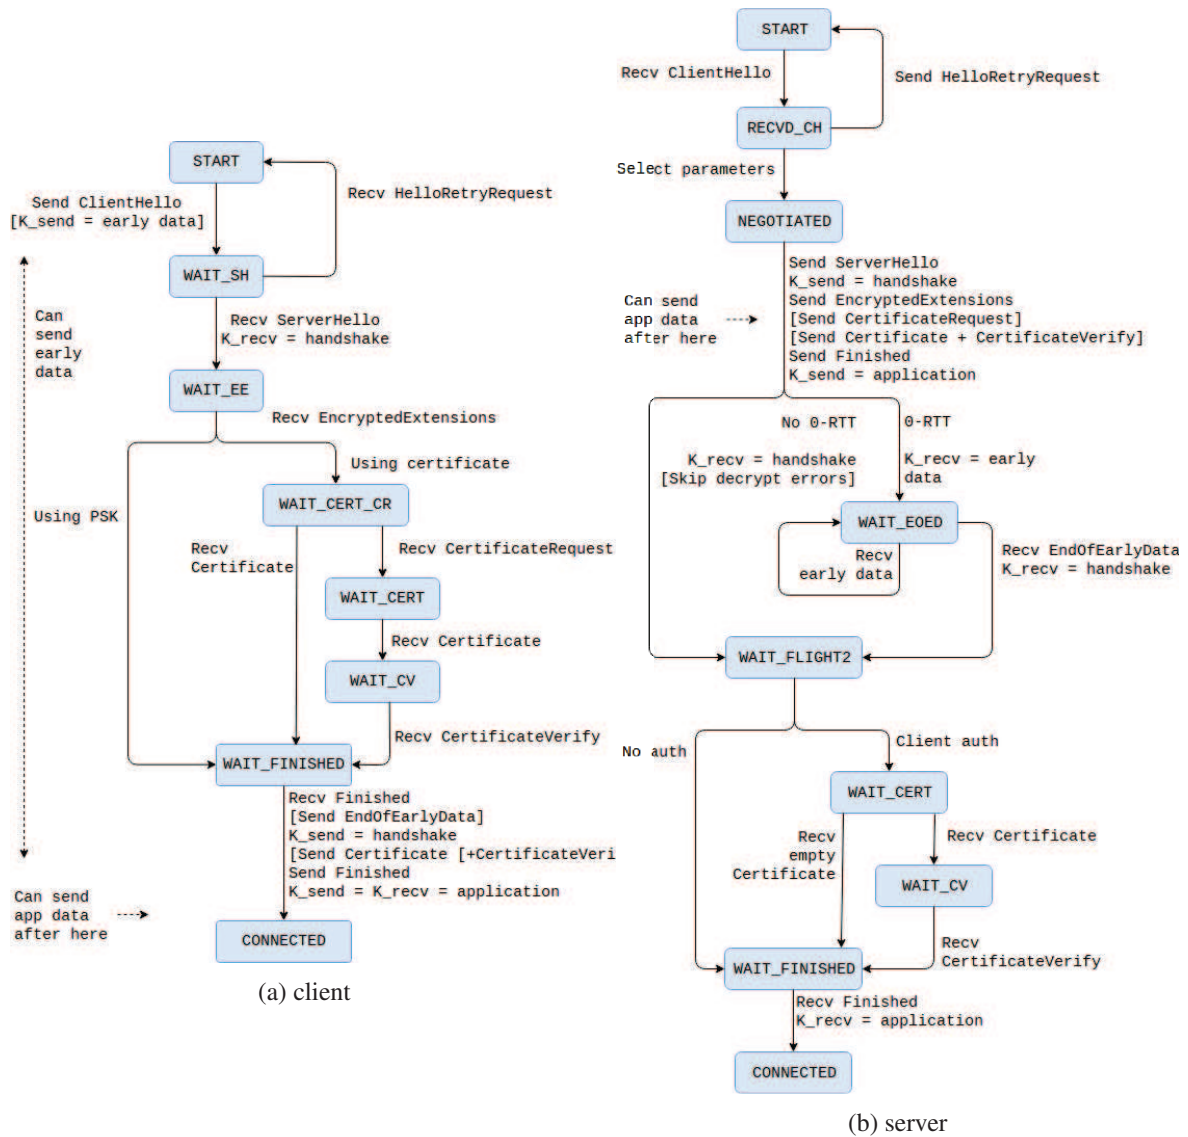 START
Send ClientHello
[K_send = early data]
Recv HelloRetryRequest
WAIT_SH
Can
send
early
data
Recv ServerHello
K_recv = handshake
WAIT_EE
Recv EncryptedExtensions
Using certificate
WAIT_CERT_CR
Using PSK
Recv
Certificate
Recv CertificateRequest
WAIT_CERT
Recv Certificate
WAIT_CV
Recv CertificateVerify
WAIT_FINISHED
Recv Finished
[Send EndOfEarlyData]
K_send = handshake
[Send Certificate [+CertificateVeri
Send Finished
K_send = K_recv = application
Can send
app data
after here
CONNECTED
(a) client
START
Recv ClientHello
Send HelloRetryRequest
RECVD_CH
Select parameters
NEGOTIATED
Send ServerHello
K_send = handshake
Send EncryptedExtensions
[Send CertificateRequest]
[Send Certificate + CertificateVerify]
Send Finished
K_send = application
Can send
app data
after here
No 0-RTT
0-RTT
K_recv = handshake
[Skip decrypt errors]
K_recv = early
data
WAIT_EOED
Recv
early data
Recv EndOfEarlyData
K_recv = handshake
WAIT_FLIGHT2
No auth
Client auth
WAIT_CERT
Recv
empty
Certificate
Recv Certificate
WAIT_CV
Recv
CertificateVerify
WAIT_FINISHED
Recv Finished
K_recv = application
CONNECTED
(b) server